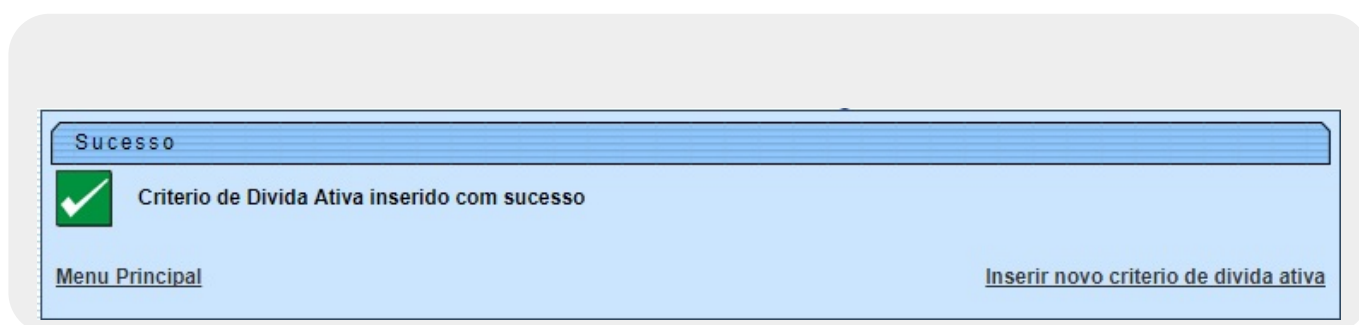 Sucesso
Criterio de Divida Ativa inserido com sucesso
Menu Principal
Inserir novo criterio de divida ativa